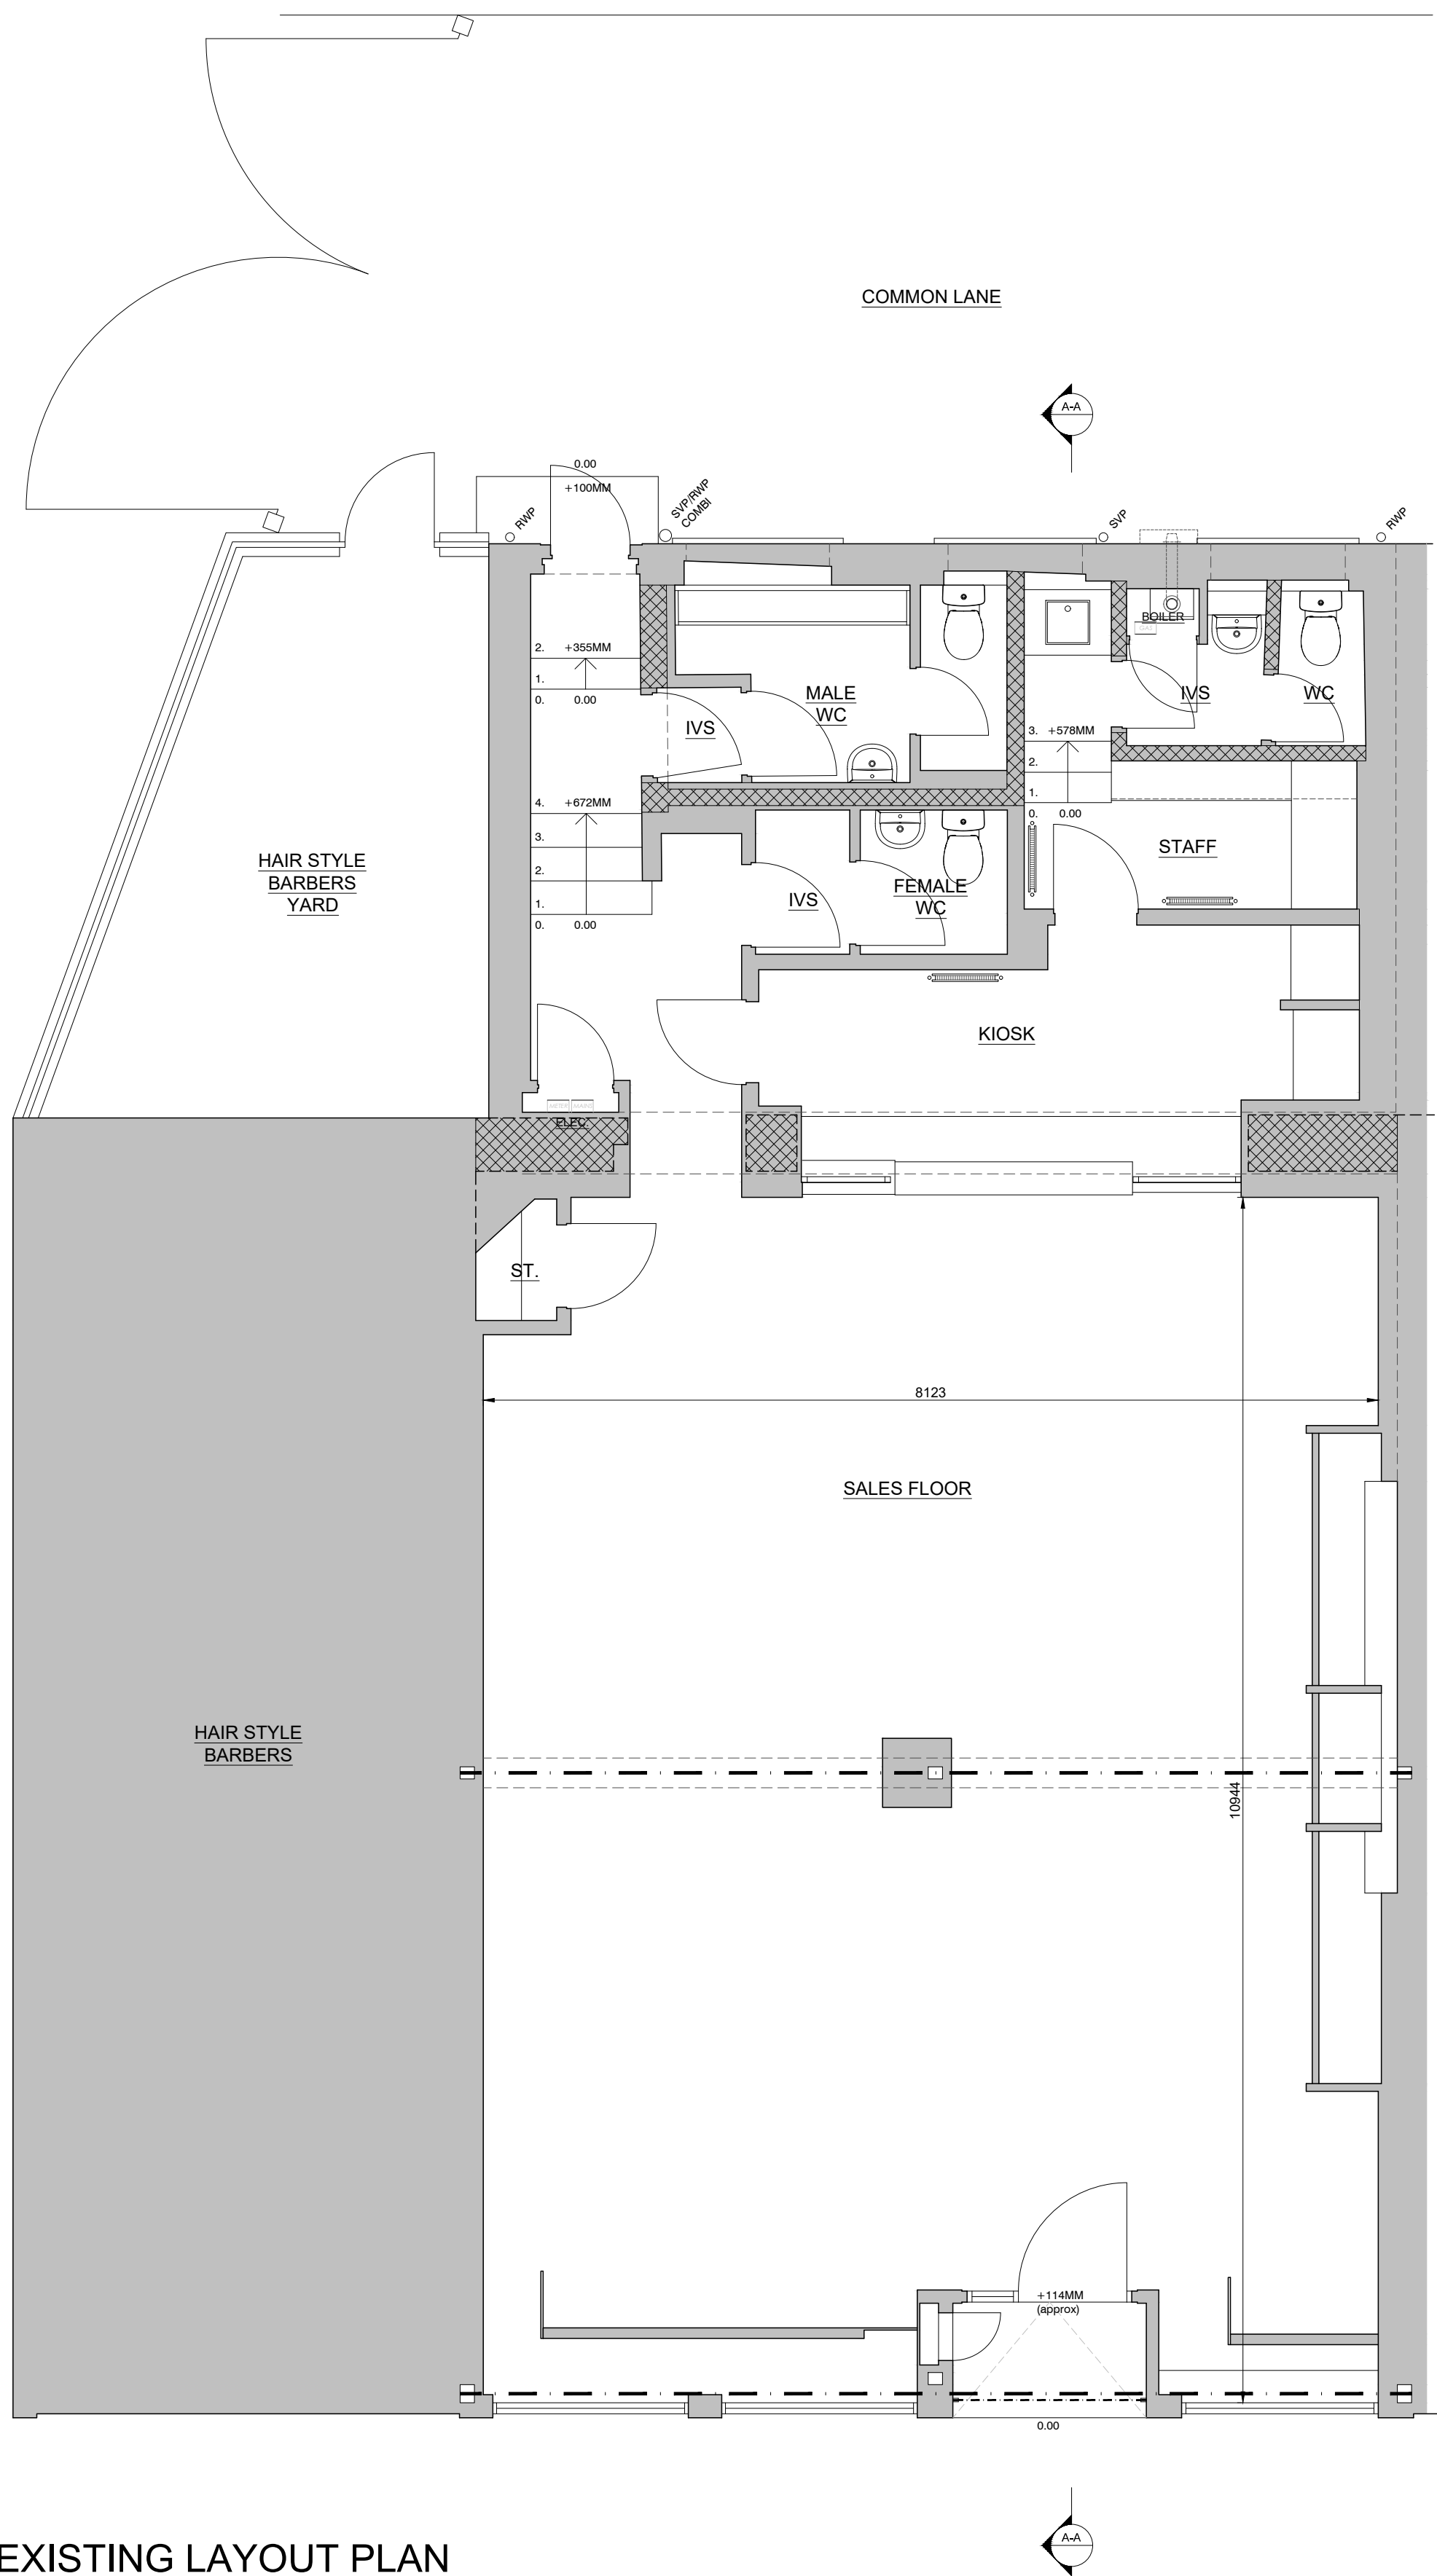 COMMON LANE
A-A
0.00
+100MM
RWP
SVP/RWP
COMBI
SVP
RWP
BOILER
GAS
2. +355MM
1.
0. 0.00
MALE
WC
IVS
IVS
WC
3. +578MM
2.
1.
0. 0.00
4. +672MM
3.
2.
1.
0. 0.00
HAIR STYLE
BARBERS
YARD
STAFF
IVS
FEMALE
WC
KIOSK
METER
MAINS
ELEC.
ST.
8123
SALES FLOOR
HAIR STYLE
BARBERS
10944
+114MM
(approx)
0.00
A-A
EXISTING LAYOUT PLAN